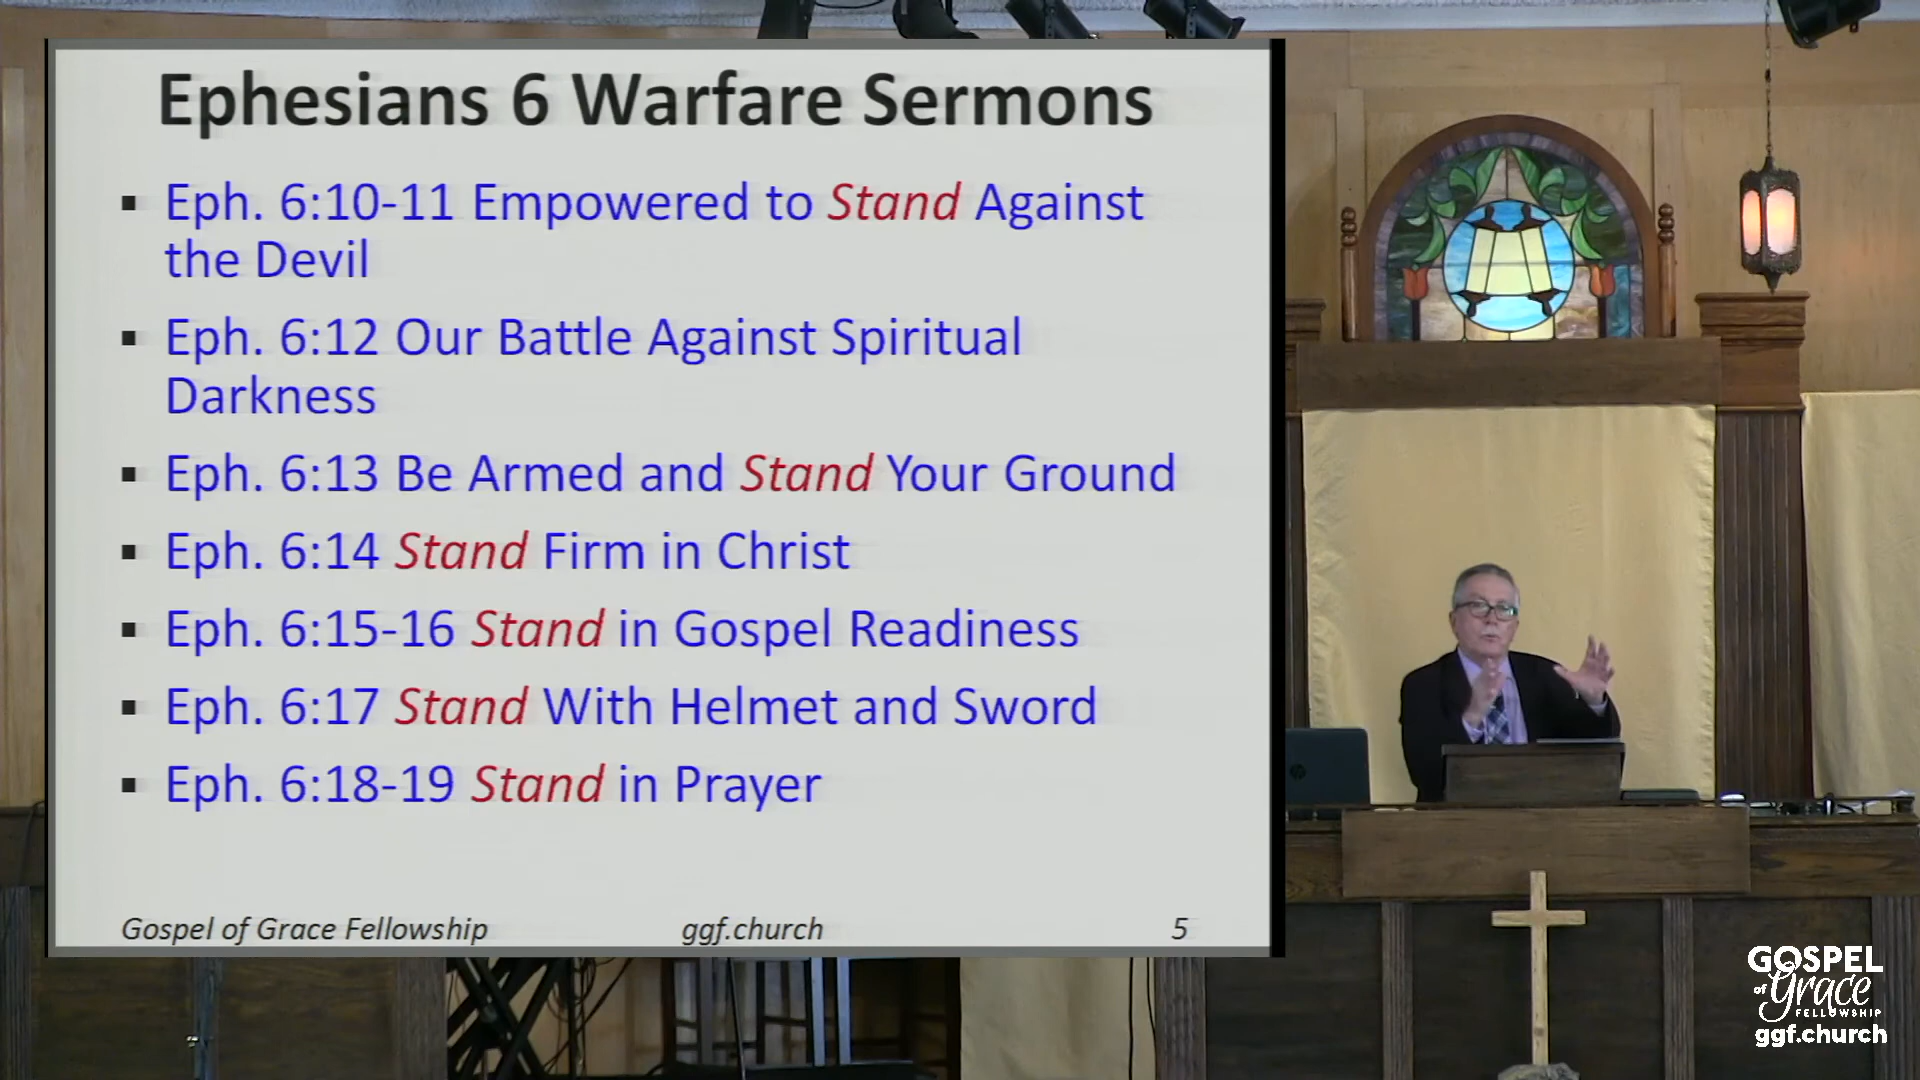 Ephesians 6 Warfare Sermons
▪ Eph. 6:10-11 Empowered to Stand Against
the Devil
▪ Eph. 6:12 Our Battle Against Spiritual
Darkness
▪ Eph. 6:13 Be Armed and Stand Your Ground
▪ Eph. 6:14 Stand Firm in Christ
▪ Eph. 6:15-16 Stand in Gospel Readiness
▪ Eph. 6:17 Stand With Helmet and Sword
▪ Eph. 6:18-19 Stand in Prayer
Gospel of Grace Fellowship ggf.church 5
GOSPEL
of Grace
FELLOWSHIP
ggf.church